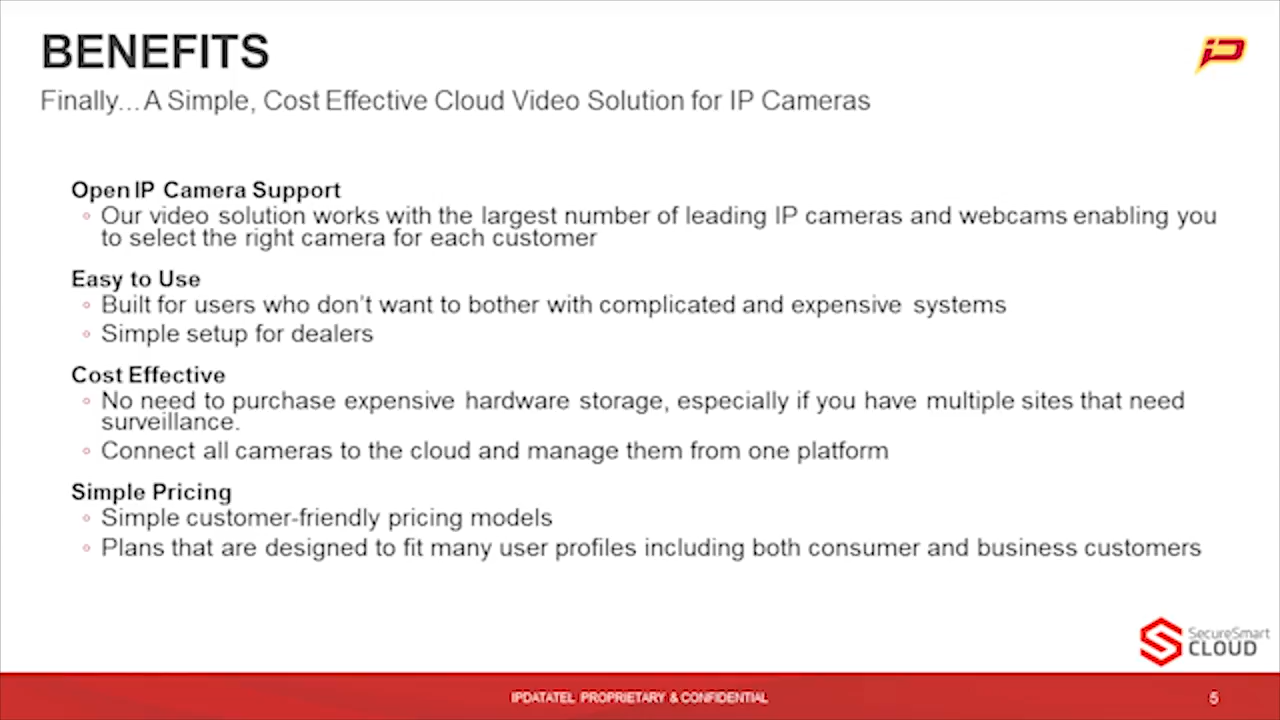 BENEFITS
iD
Finally... A Simple, Cost Effective Cloud Video Solution for IP Cameras
Open IP Camera Support
◦ Our video solution works with the largest number of leading IP cameras and webcams enabling you
to select the right camera for each customer
Easy to Use
◦ Built for users who don't want to bother with complicated and expensive systems
◦ Simple setup for dealers
Cost Effective
◦ No need to purchase expensive hardware storage, especially if you have multiple sites that need
surveillance.
◦ Connect all cameras to the cloud and manage them from one platform
Simple Pricing
◦ Simple customer-friendly pricing models
◦ Plans that are designed to fit many user profiles including both consumer and business customers
SecureSmart
CLOUD
IPDATATEL PROPRIETARY & CONFIDENTIAL
5